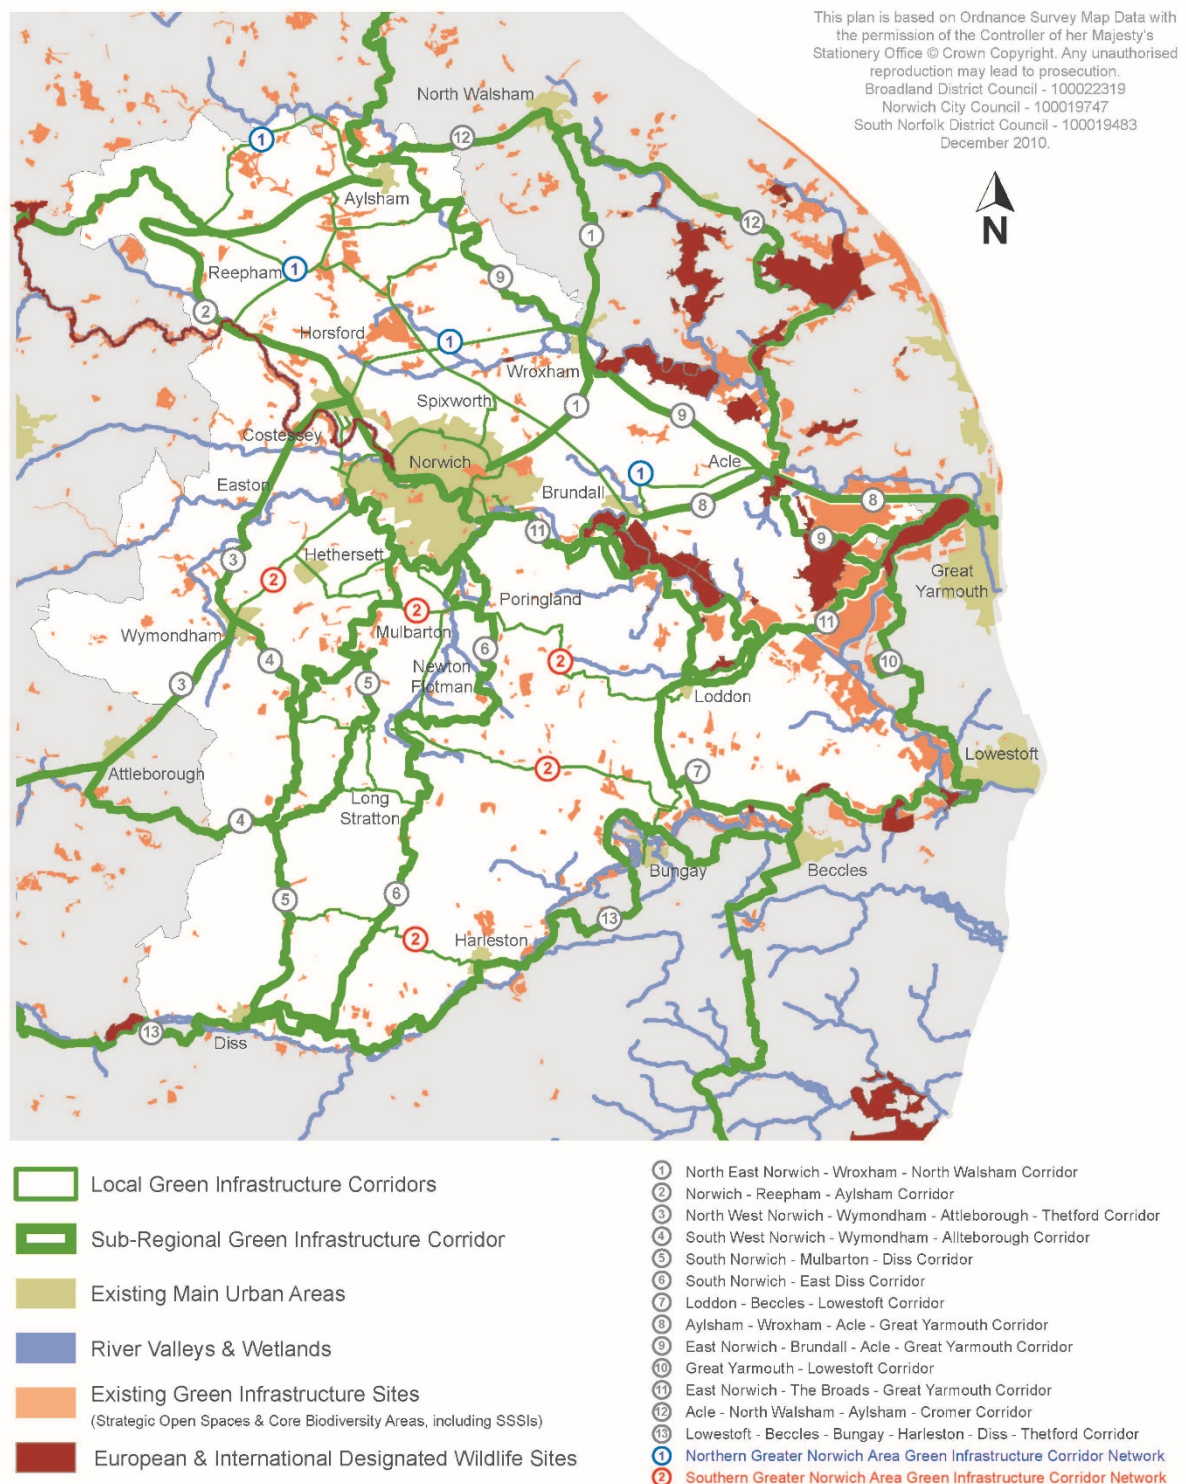 This plan is based on Ordnance Survey Map Data with
the permission of the Controller of her Majesty's
Stationery Office © Crown Copyright. Any unauthorised
reproduction may lead to prosecution.
Broadland District Council - 100022319
Norwich City Council - 100019747
South Norfolk District Council - 100019483
December 2010.
N
North Walsham
12
1
Aylsham
12
1
Reepham
1
9
2
Horsford
1
Wroxham
Spixworth
1
9
Costessey
Norwich
Acle
1
Easton
Brundall
8
8
11
9
3
Hethersett
2
Great
Yarmouth
Poringland
2
Mulbarton
11
Wymondham
6
4
2
10
Newton
Flotman
3
5
Loddon
Lowestoft
2
7
Attleborough
Long
Stratton
4
Bungay
Beccles
5
6
13
2
Harleston
13
Diss
Local Green Infrastructure Corridors
Sub-Regional Green Infrastructure Corridor
Existing Main Urban Areas
River Valleys & Wetlands
Existing Green Infrastructure Sites
(Strategic Open Spaces & Core Biodiversity Areas, including SSSIs)
European & International Designated Wildlife Sites
1 North East Norwich - Wroxham - North Walsham Corridor
2 Norwich - Reepham - Aylsham Corridor
3 North West Norwich - Wymondham - Attleborough - Thetford Corridor
4 South West Norwich - Wymondham - Allteborough Corridor
5 South Norwich - Mulbarton - Diss Corridor
6 South Norwich - East Diss Corridor
7 Loddon - Beccles - Lowestoft Corridor
8 Aylsham - Wroxham - Acle - Great Yarmouth Corridor
9 East Norwich - Brundall - Acle - Great Yarmouth Corridor
10 Great Yarmouth - Lowestoft Corridor
11 East Norwich - The Broads - Great Yarmouth Corridor
12 Acle - North Walsham - Aylsham - Cromer Corridor
13 Lowestoft - Beccles - Bungay - Harleston - Diss - Thetford Corridor
1 Northern Greater Norwich Area Green Infrastructure Corridor Network
2 Southern Greater Norwich Area Green Infrastructure Corridor Network